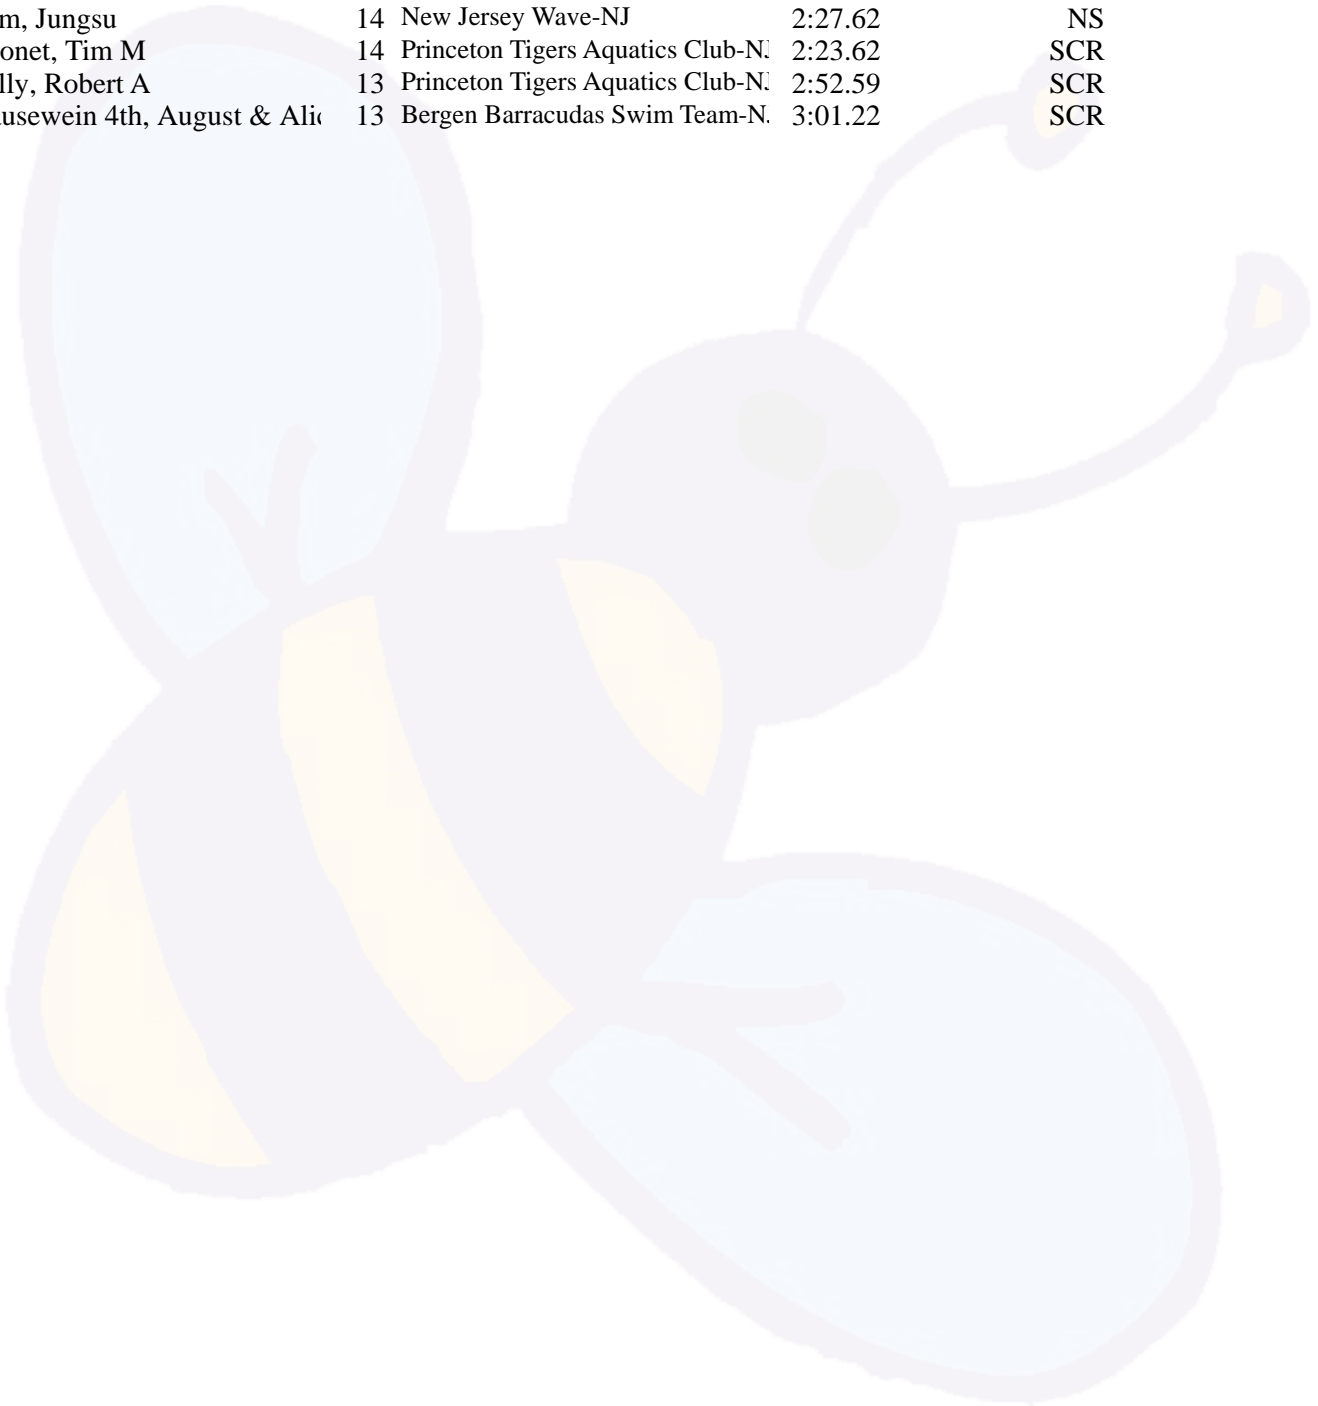 m, Jungsu 14 New Jersey Wave-NJ 2:27.62 NS
onet, Tim M 14 Princeton Tigers Aquatics Club-NJ 2:23.62 SCR
lly, Robert A 13 Princeton Tigers Aquatics Club-NJ 2:52.59 SCR
usewein 4th, August & Alic 13 Bergen Barracudas Swim Team-N. 3:01.22 SCR